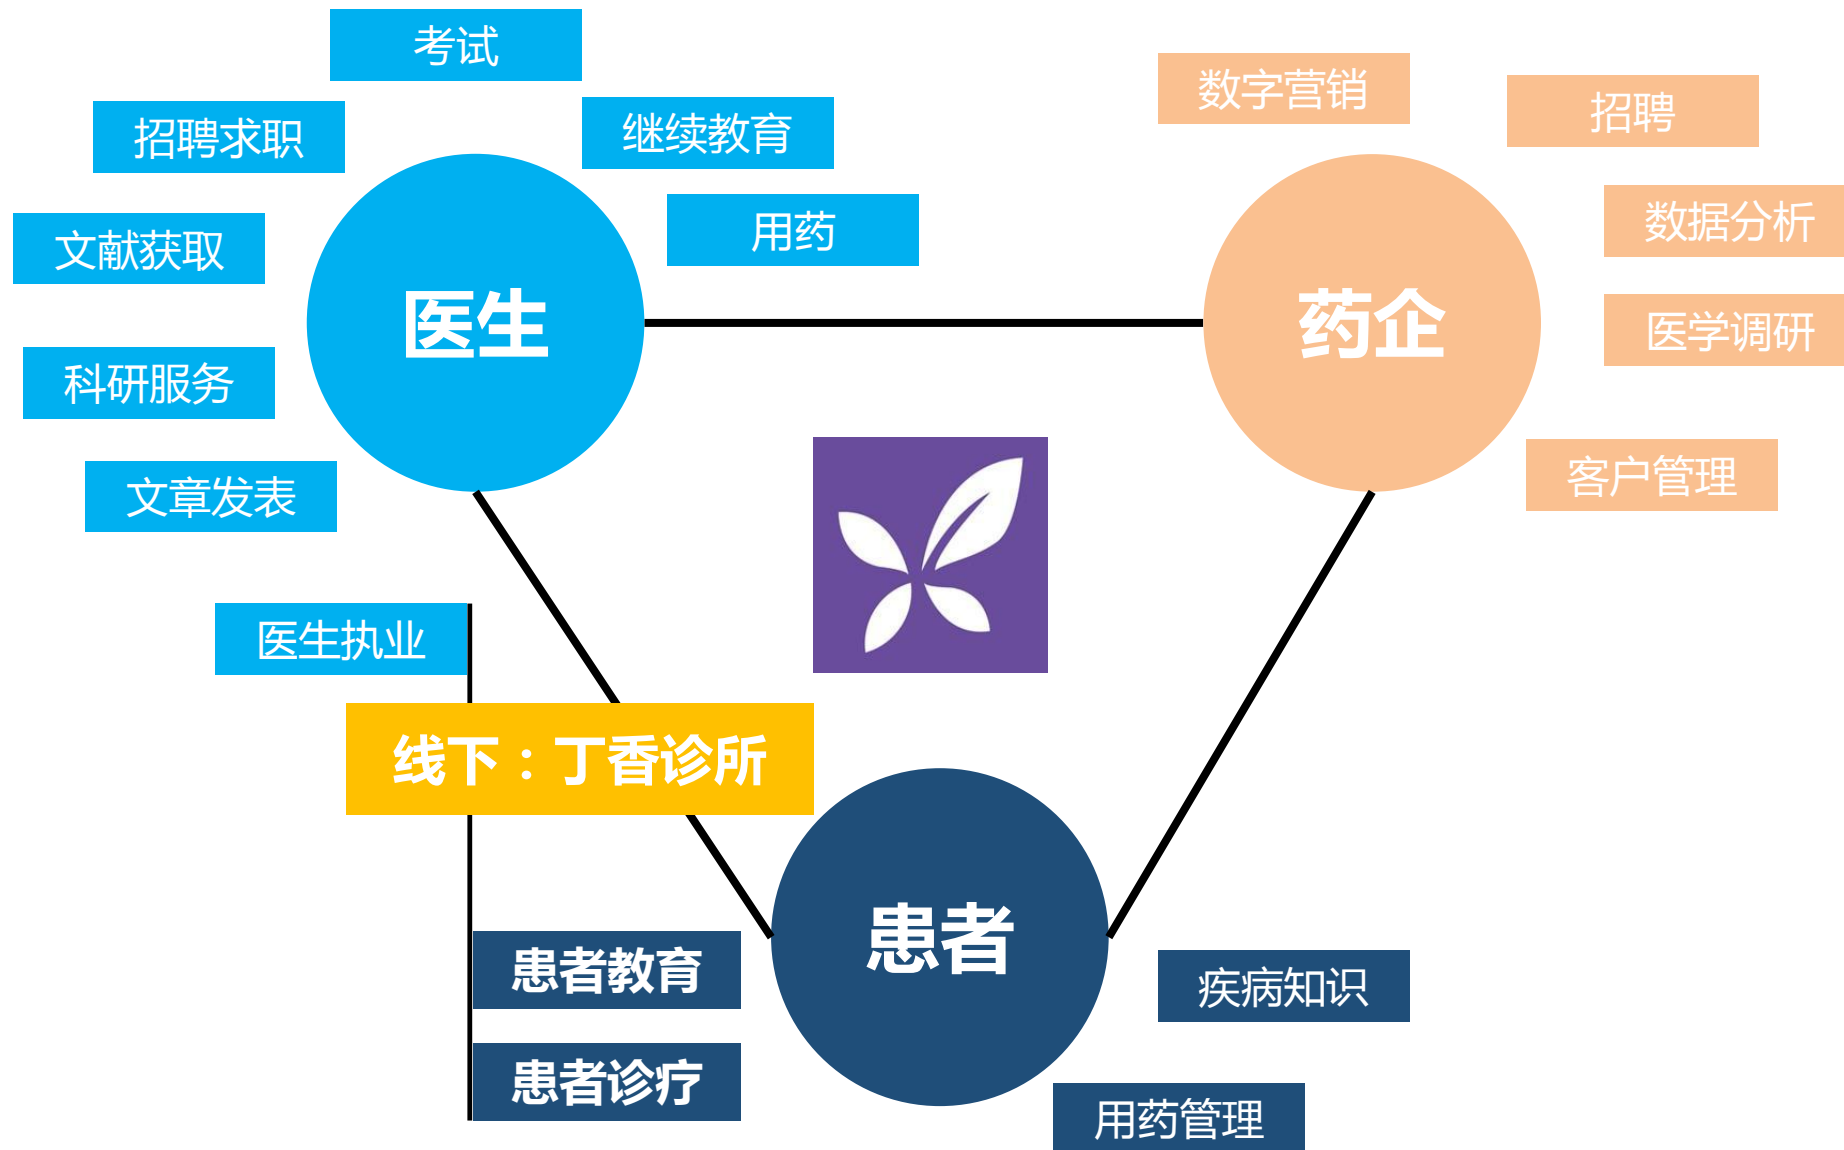 考试
数字营销
招聘
招聘求职
继续教育
数据分析
用药
文献获取
医生
药企
医学调研
科研服务
客户管理
文章发表
医生执业
线下：丁香诊所
患者
患者教育
疾病知识
患者诊疗
用药管理